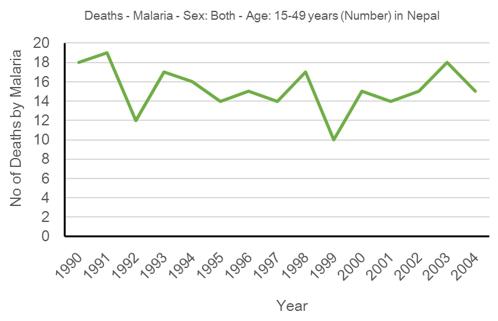 Deaths - Malaria - Sex: Both - Age: 15-49 years (Number) in Nepal
No of Deaths by Malaria
20
18
16
14
12
10
8
6
4
2
0
1990 1991 1992 1993 1994 1995 1996 1997 1998 1999 2000 2001 2002 2003 2004
Year